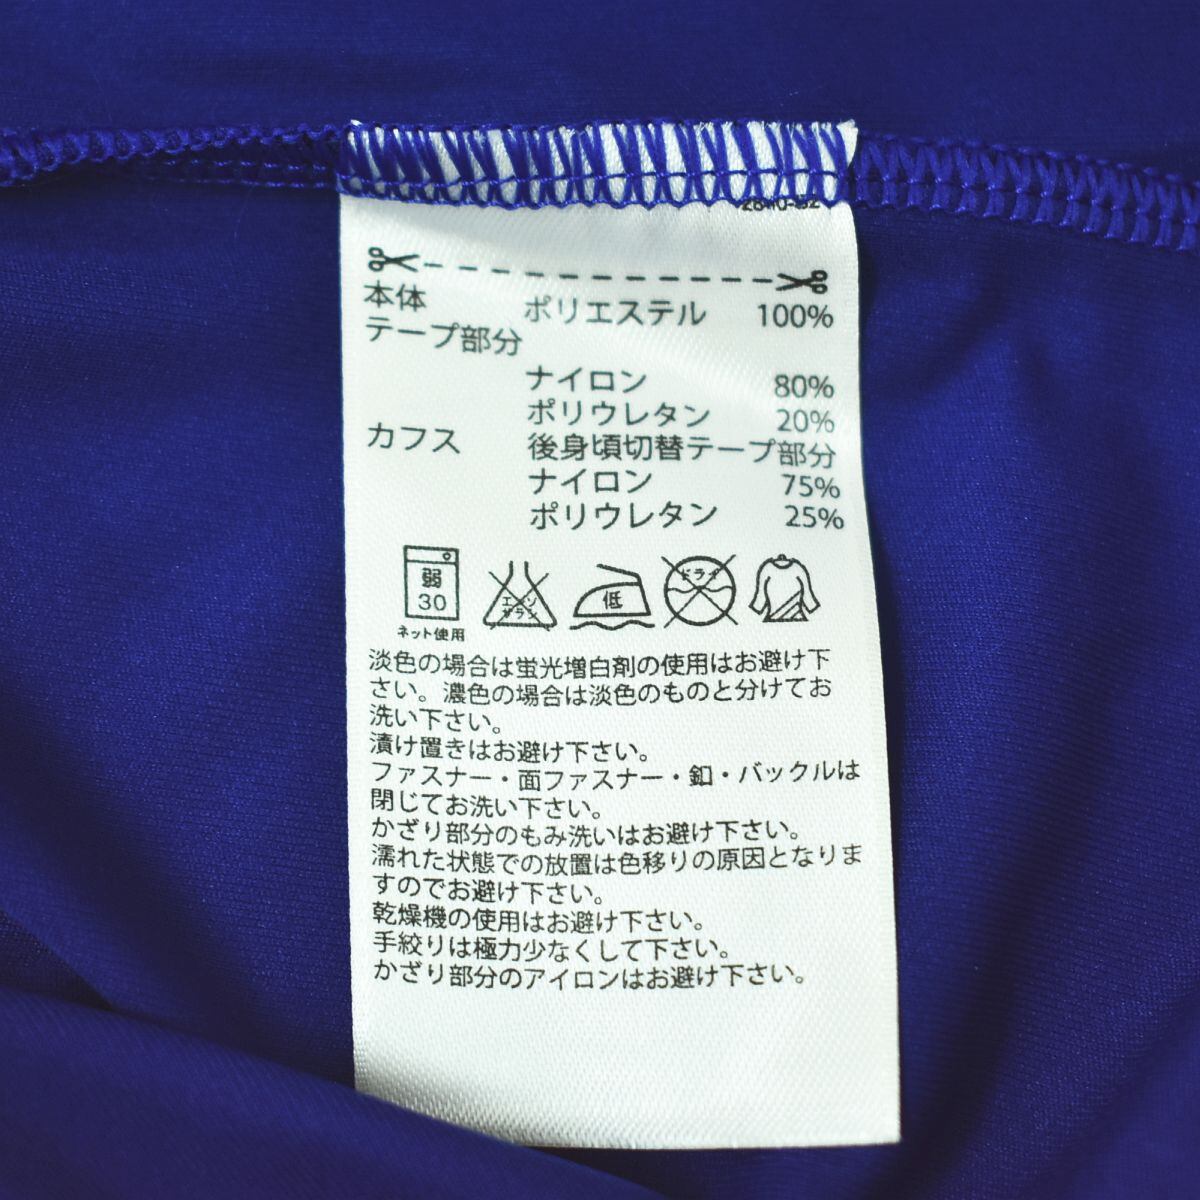 本体 ポリエステル 100%
テープ部分
ナイロン 80%
ポリウレタン 20%
カフス 後身頃切替テープ部分
ナイロン 75%
ポリウレタン 25%
弱
30
ネット使用
エンソ
サラシ
低
ドライ
淡色の場合は蛍光増白剤の使用はお避け下
さい。濃色の場合は淡色のものと分けてお
洗い下さい。
漬け置きはお避け下さい。
ファスナー・面ファスナー・釦・バックルは
閉じてお洗い下さい。
かざり部分のもみ洗いはお避け下さい。
濡れた状態での放置は色移りの原因となりま
すのでお避け下さい。
乾燥機の使用はお避け下さい。
手絞りは極力少なくして下さい。
かざり部分のアイロンはお避け下さい。